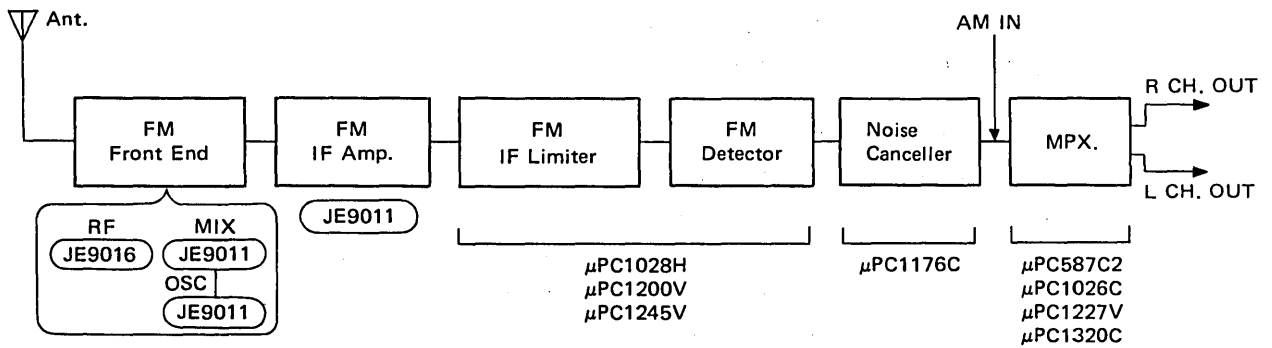 Ant.
AM IN
R CH. OUT
FM
Front End
FM
IF Amp.
FM
IF Limiter
FM
Detector
Noise
Canceller
MPX.
L CH. OUT
RF
MIX
JE9016
JE9011
OSC
JE9011
JE9011
μPC1028H
μPC1200V
μPC1245V
μPC1176C
μPC587C2
μPC1026C
μPC1227V
μPC1320C